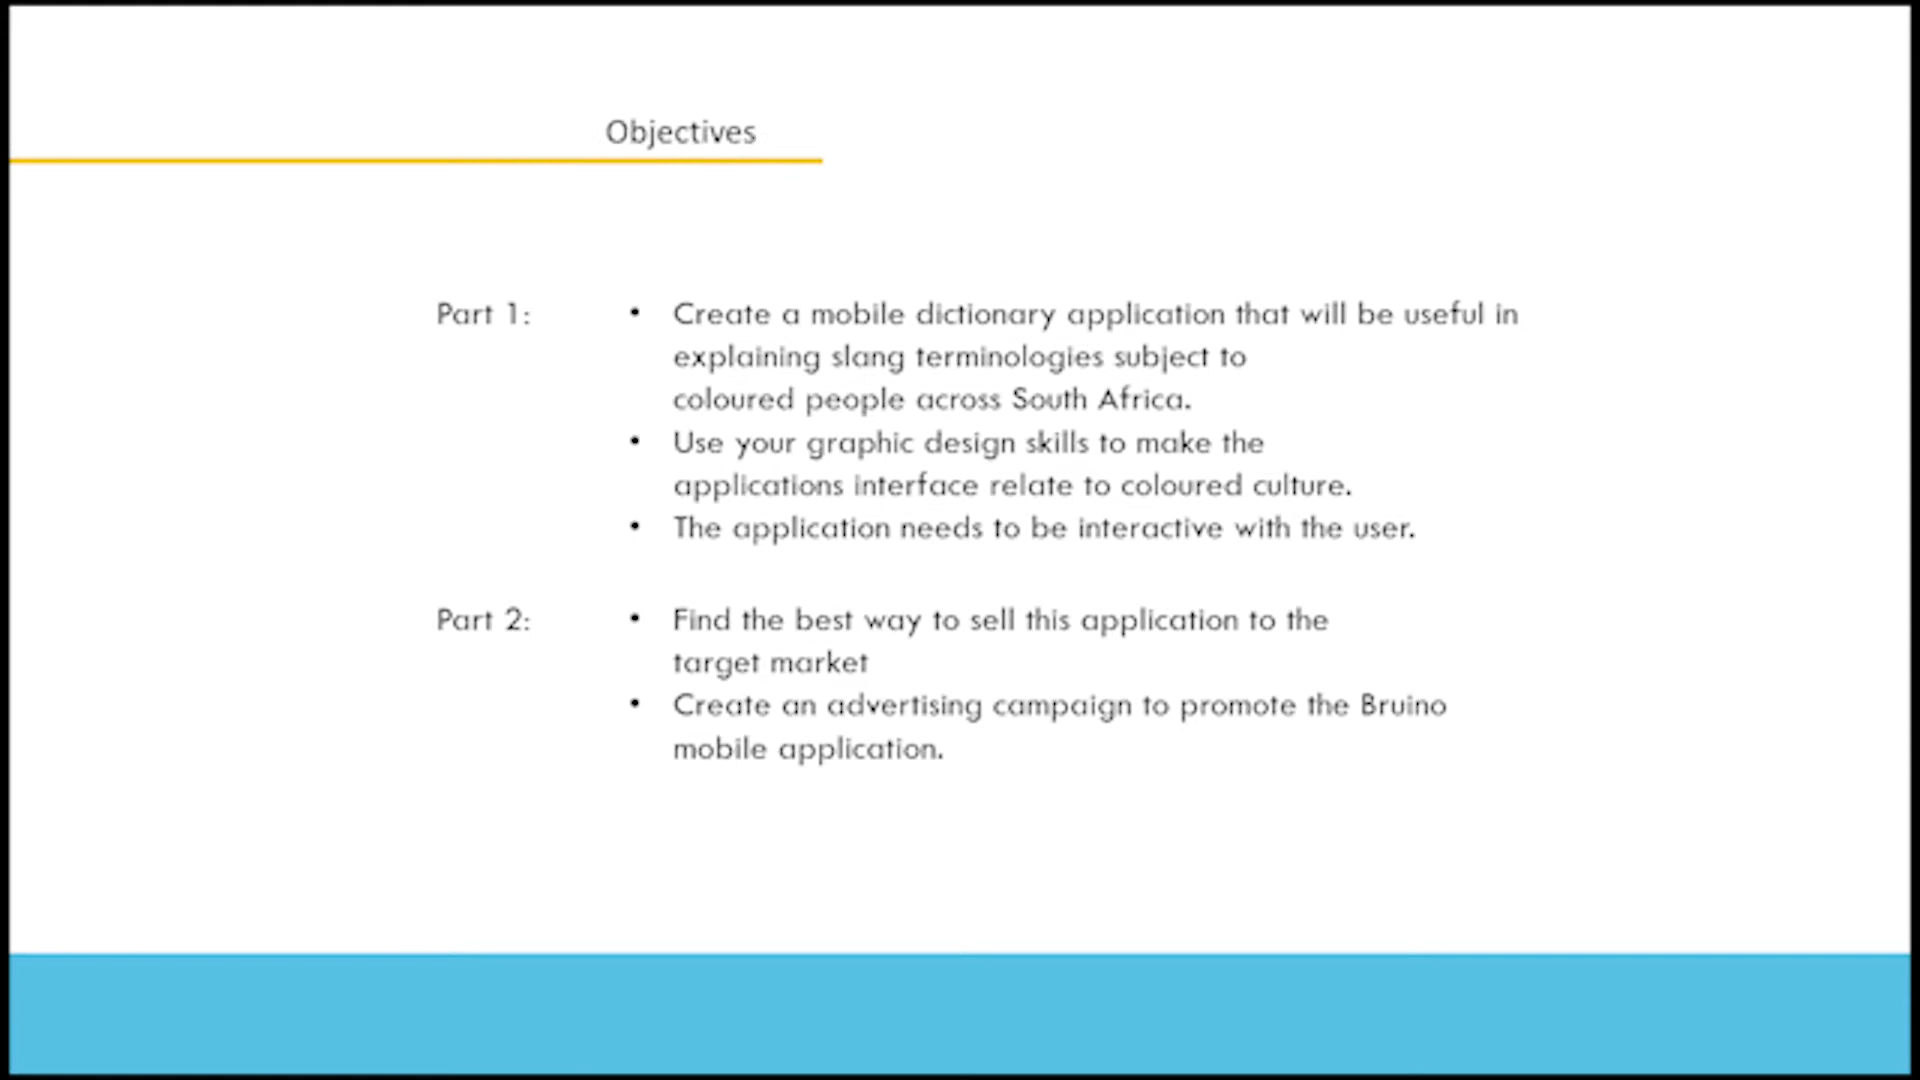 Objectives
Part 1:
• Create a mobile dictionary application that will be useful in
explaining slang terminologies subject to
coloured people across South Africa.
• Use your graphic design skills to make the
applications interface relate to coloured culture.
• The application needs to be interactive with the user.
Part 2:
• Find the best way to sell this application to the
target market
• Create an advertising campaign to promote the Bruino
mobile application.